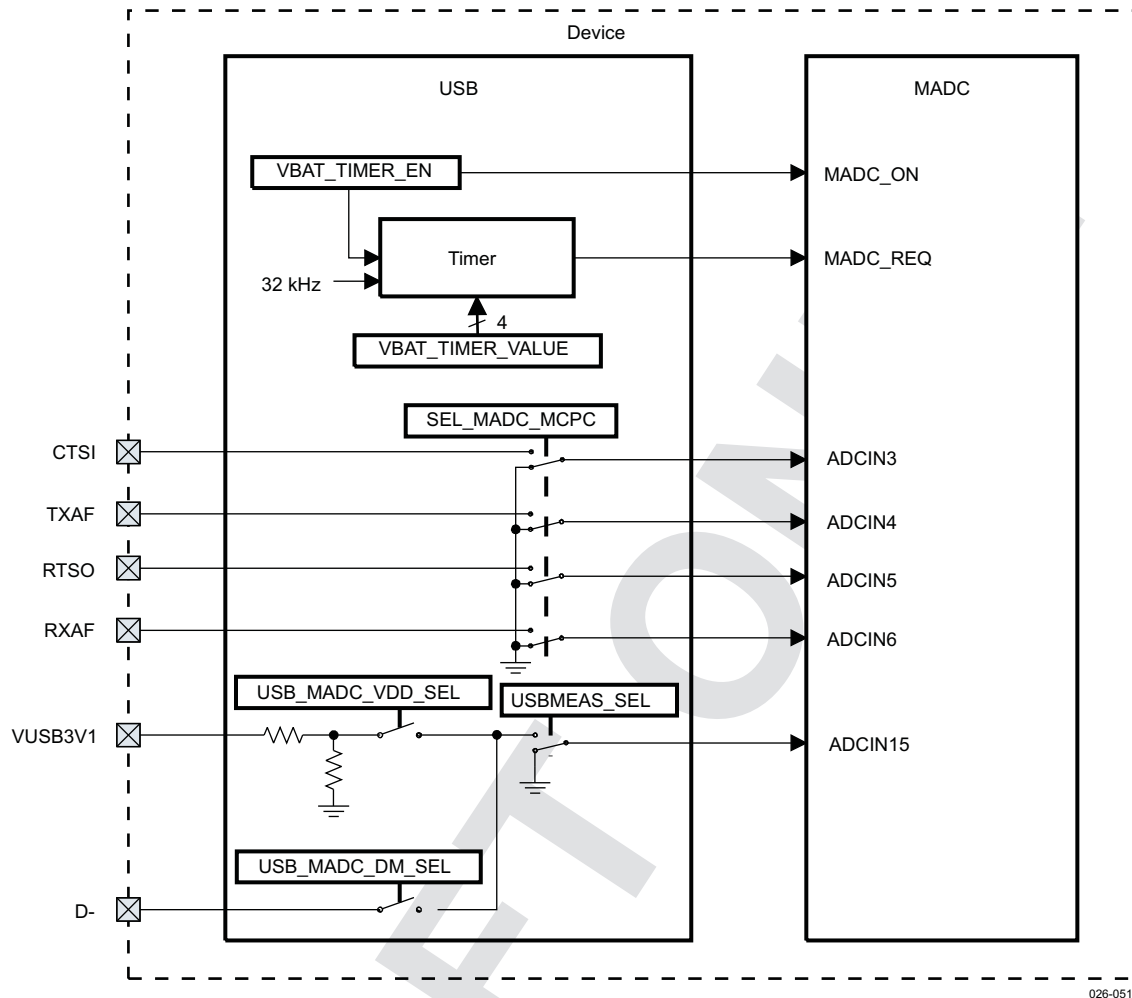 Device
USB
MADC
VBAT_TIMER_EN
MADC_ON
Timer
MADC_REQ
32 kHz
4
VBAT_TIMER_VALUE
SEL_MADC_MCPC
CTSI
ADCIN3
TXAF
ADCIN4
RTSO
ADCIN5
RXAF
ADCIN6
USB_MADC_VDD_SEL
USBMEAS_SEL
VUSB3V1
ADCIN15
USB_MADC_DM_SEL
D-
026-051